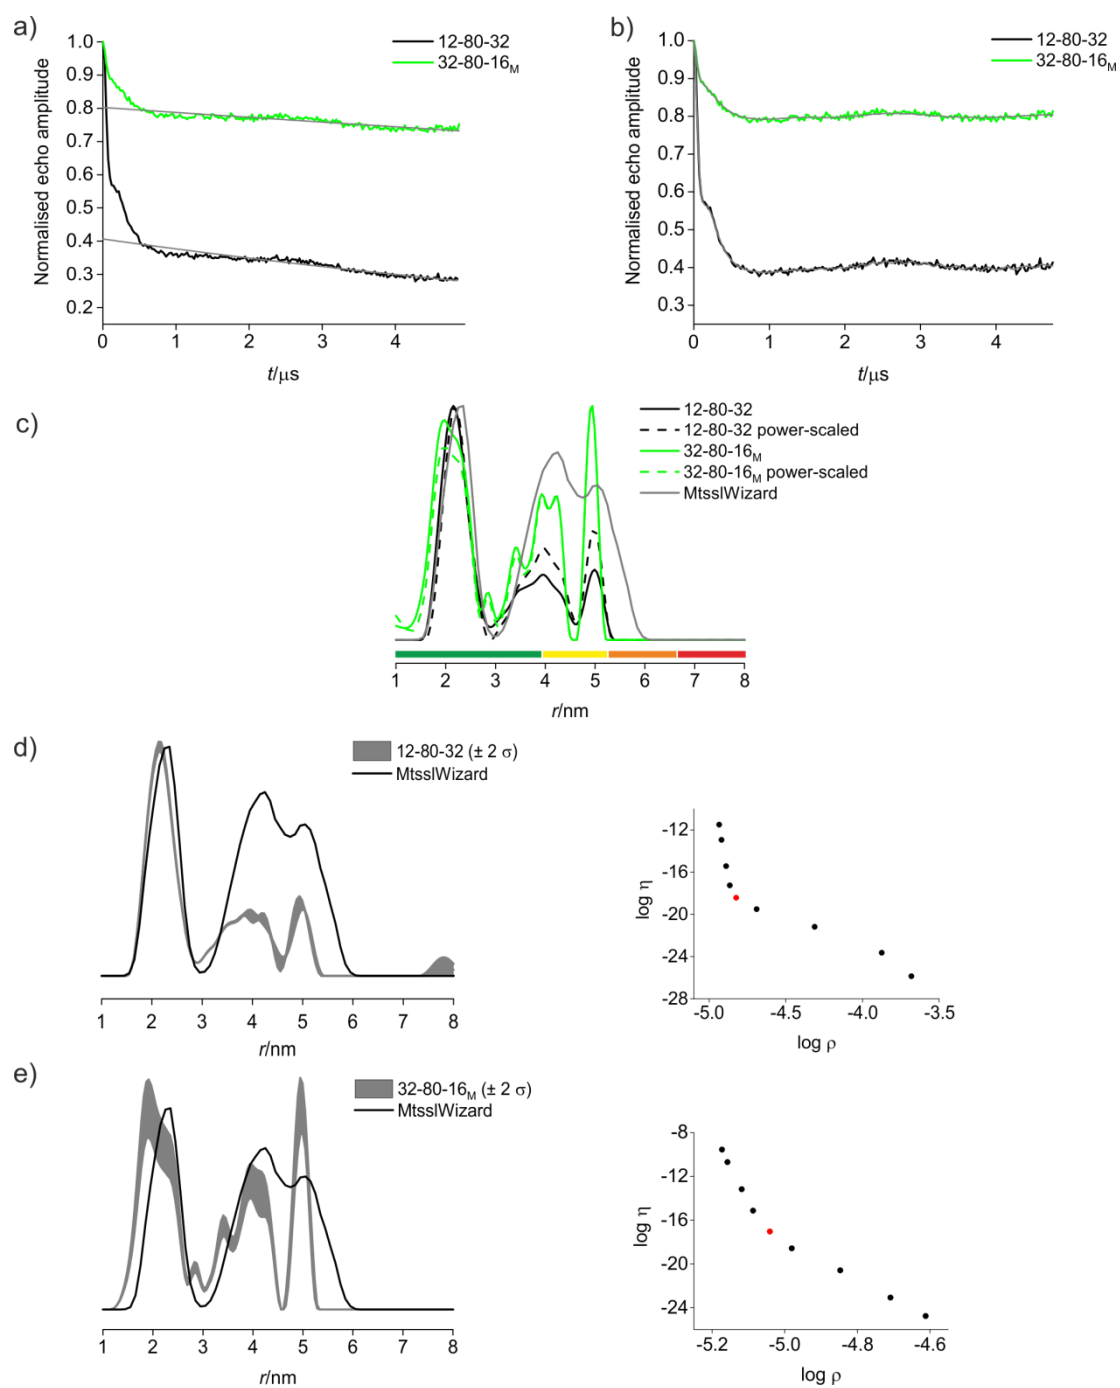 a)
12-80-32
32-80-16M
Normalised echo amplitude
1.0
0.9
0.8
0.7
0.6
0.5
0.4
0.3
0.2
0 1 2 3 4
t/μs
b)
12-80-32
32-80-16M
Normalised echo amplitude
1.0
0.9
0.8
0.7
0.6
0.5
0.4
0.3
0 1 2 3 4
t/μs
c)
12-80-32
12-80-32 power-scaled
32-80-16M
32-80-16M power-scaled
MtsslWizard
1 2 3 4 5 6 7 8
r/nm
d)
12-80-32 (± 2 σ)
MtsslWizard
1 2 3 4 5 6 7 8
r/nm
log η
-12
-16
-20
-24
-28
-5.0 -4.5 -4.0 -3.5
log ρ
e)
32-80-16M (± 2 σ)
MtsslWizard
1 2 3 4 5 6 7 8
r/nm
log η
-8
-12
-16
-20
-24
-5.2 -5.0 -4.8 -4.6
log ρ